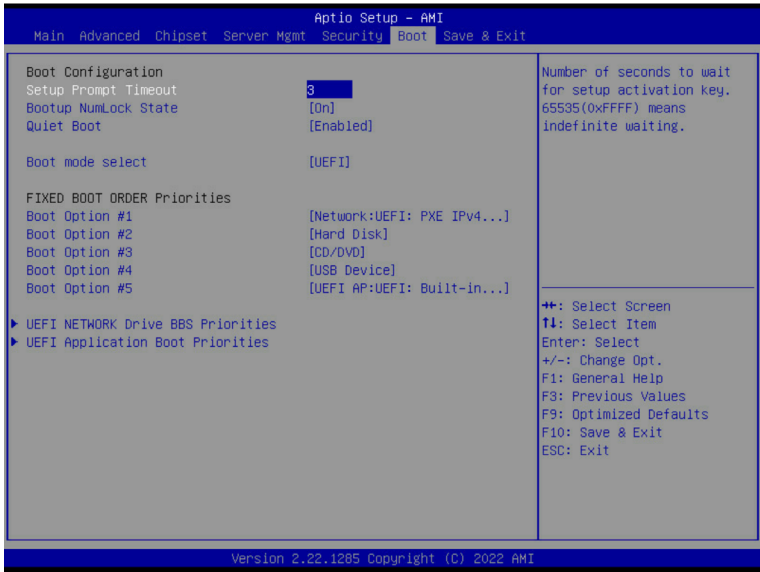 Aptio Setup – AMI
Main Advanced Chipset Server Mgmt Security Boot Save & Exit
Boot Configuration
Setup Prompt Timeout 3
Bootup NumLock State [On]
Quiet Boot [Enabled]
Boot mode select [UEFI]
FIXED BOOT ORDER Priorities
Boot Option #1 [Network:UEFI: PXE IPv4...]
Boot Option #2 [Hard Disk]
Boot Option #3 [CD/DVD]
Boot Option #4 [USB Device]
Boot Option #5 [UEFI AP:UEFI: Built-in...]
▶ UEFI NETWORK Drive BBS Priorities
▶ UEFI Application Boot Priorities
Number of seconds to wait
for setup activation key.
65535(0xFFFF) means
indefinite waiting.
→←: Select Screen
↑↓: Select Item
Enter: Select
+/-: Change Opt.
F1: General Help
F3: Previous Values
F9: Optimized Defaults
F10: Save & Exit
ESC: Exit
Version 2.22.1285 Copyright (C) 2022 AMI